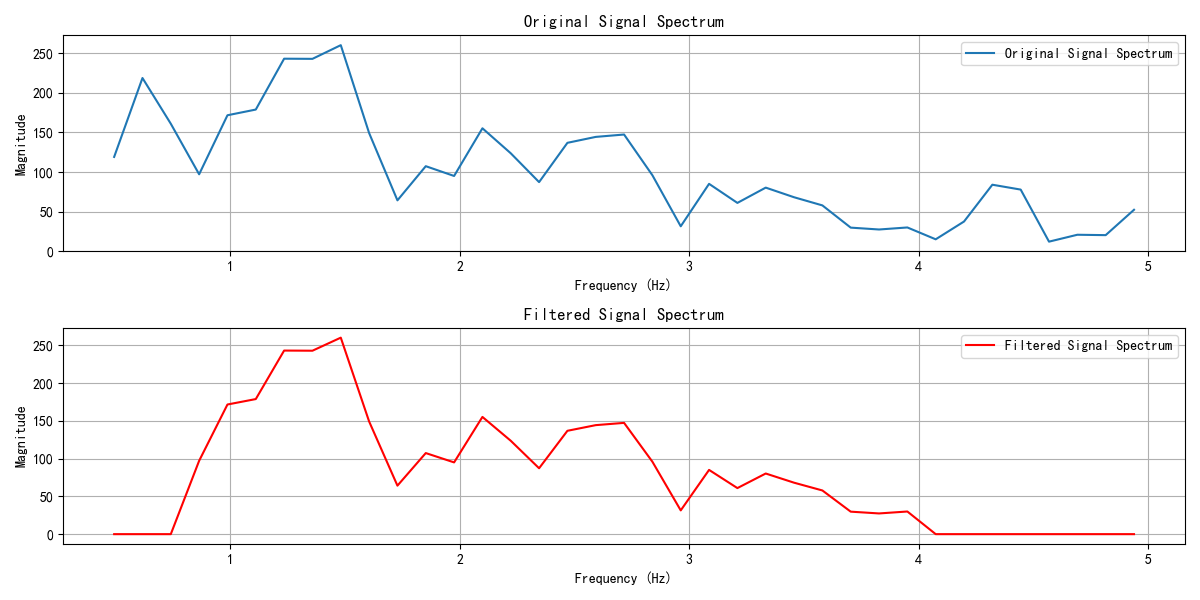 Original Signal Spectrum
Original Signal Spectrum
Magnitude
250
200
150
100
50
0
1 2 3 4 5
Frequency (Hz)
Filtered Signal Spectrum
Filtered Signal Spectrum
Magnitude
250
200
150
100
50
0
1 2 3 4 5
Frequency (Hz)